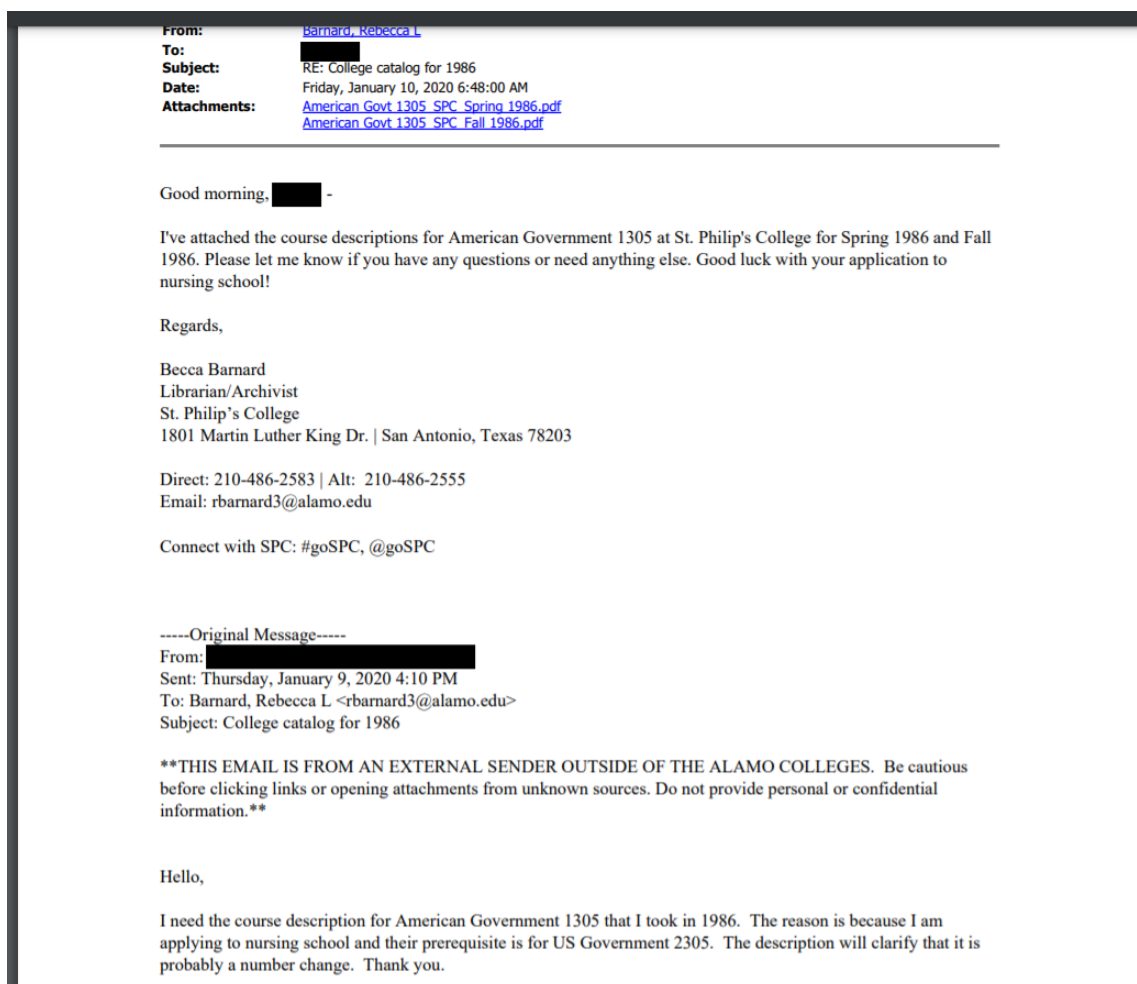 From: Barnard, Rebecca L
To:
Subject: RE: College catalog for 1986
Date: Friday, January 10, 2020 6:48:00 AM
Attachments: American Govt 1305_SPC_Spring 1986.pdf
American Govt 1305_SPC_Fall 1986.pdf
Good morning, -
I've attached the course descriptions for American Government 1305 at St. Philip's College for Spring 1986 and Fall
1986. Please let me know if you have any questions or need anything else. Good luck with your application to
nursing school!
Regards,
Becca Barnard
Librarian/Archivist
St. Philip’s College
1801 Martin Luther King Dr. | San Antonio, Texas 78203
Direct: 210-486-2583 | Alt:  210-486-2555
Email: rbarnard3@alamo.edu
Connect with SPC: #goSPC, @goSPC
-----Original Message-----
From:
Sent: Thursday, January 9, 2020 4:10 PM
To: Barnard, Rebecca L <rbarnard3@alamo.edu>
Subject: College catalog for 1986
**THIS EMAIL IS FROM AN EXTERNAL SENDER OUTSIDE OF THE ALAMO COLLEGES.  Be cautious
before clicking links or opening attachments from unknown sources. Do not provide personal or confidential
information.**
Hello,
I need the course description for American Government 1305 that I took in 1986.  The reason is because I am
applying to nursing school and their prerequisite is for US Government 2305.  The description will clarify that it is
probably a number change.  Thank you.